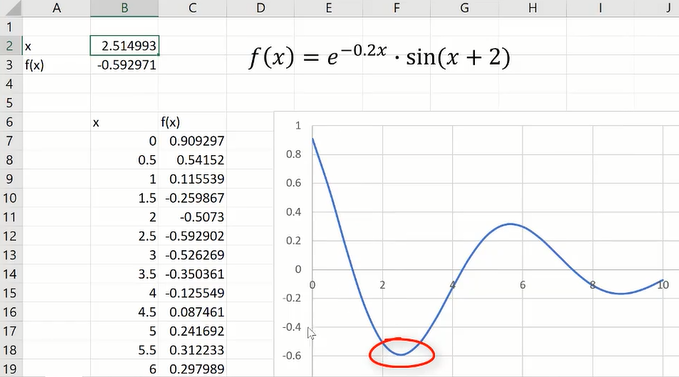 A B C D E F G H I J
1
2 x 2.514993
3 f(x) -0.592971
f(x) = e^{-0.2x} · sin(x + 2)
4
5
6 x f(x)
7 0 0.909297
8 0.5 0.54152
9 1 0.115539
10 1.5 -0.259867
11 2 -0.5073
12 2.5 -0.592902
13 3 -0.526269
14 3.5 -0.350361
15 4 -0.125549
16 4.5 0.087461
17 5 0.241692
18 5.5 0.312233
19 6 0.297989
1
0.8
0.6
0.4
0.2
0
-0.2
-0.4
-0.6
0 2 4 6 8 10